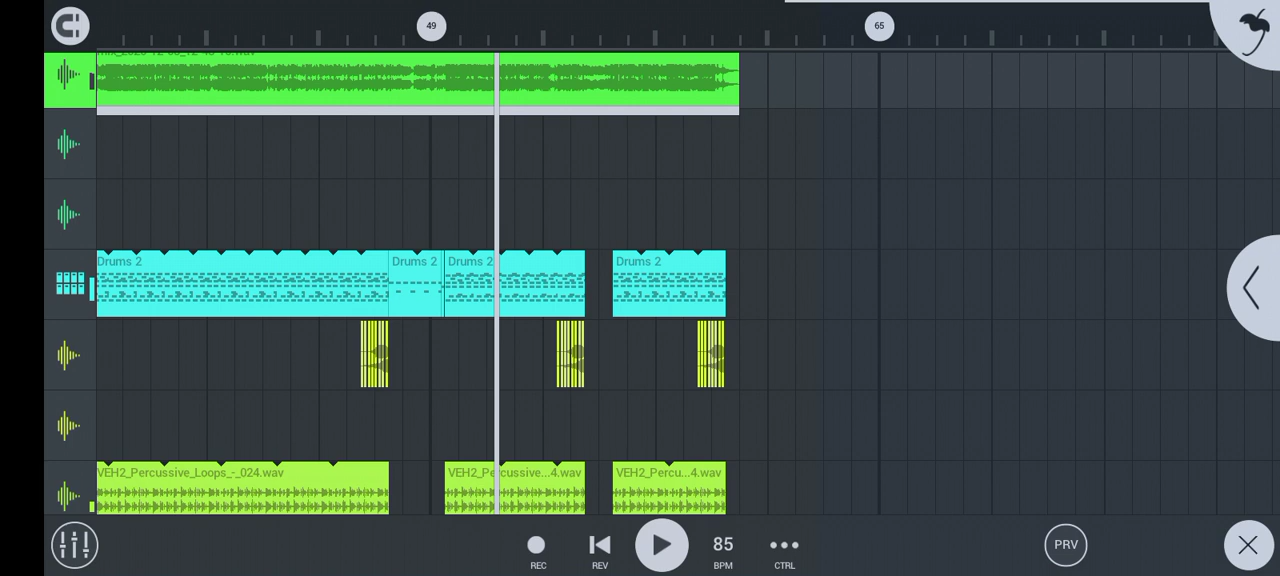 49
65
Drums 2
Drums 2
Drums 2
Drums 2
VEH2_Percussive_Loops_-_024.wav
VEH2_Percussive...4.wav
VEH2_Percu...4.wav
85
PRV
REC
REV
BPM
CTRL